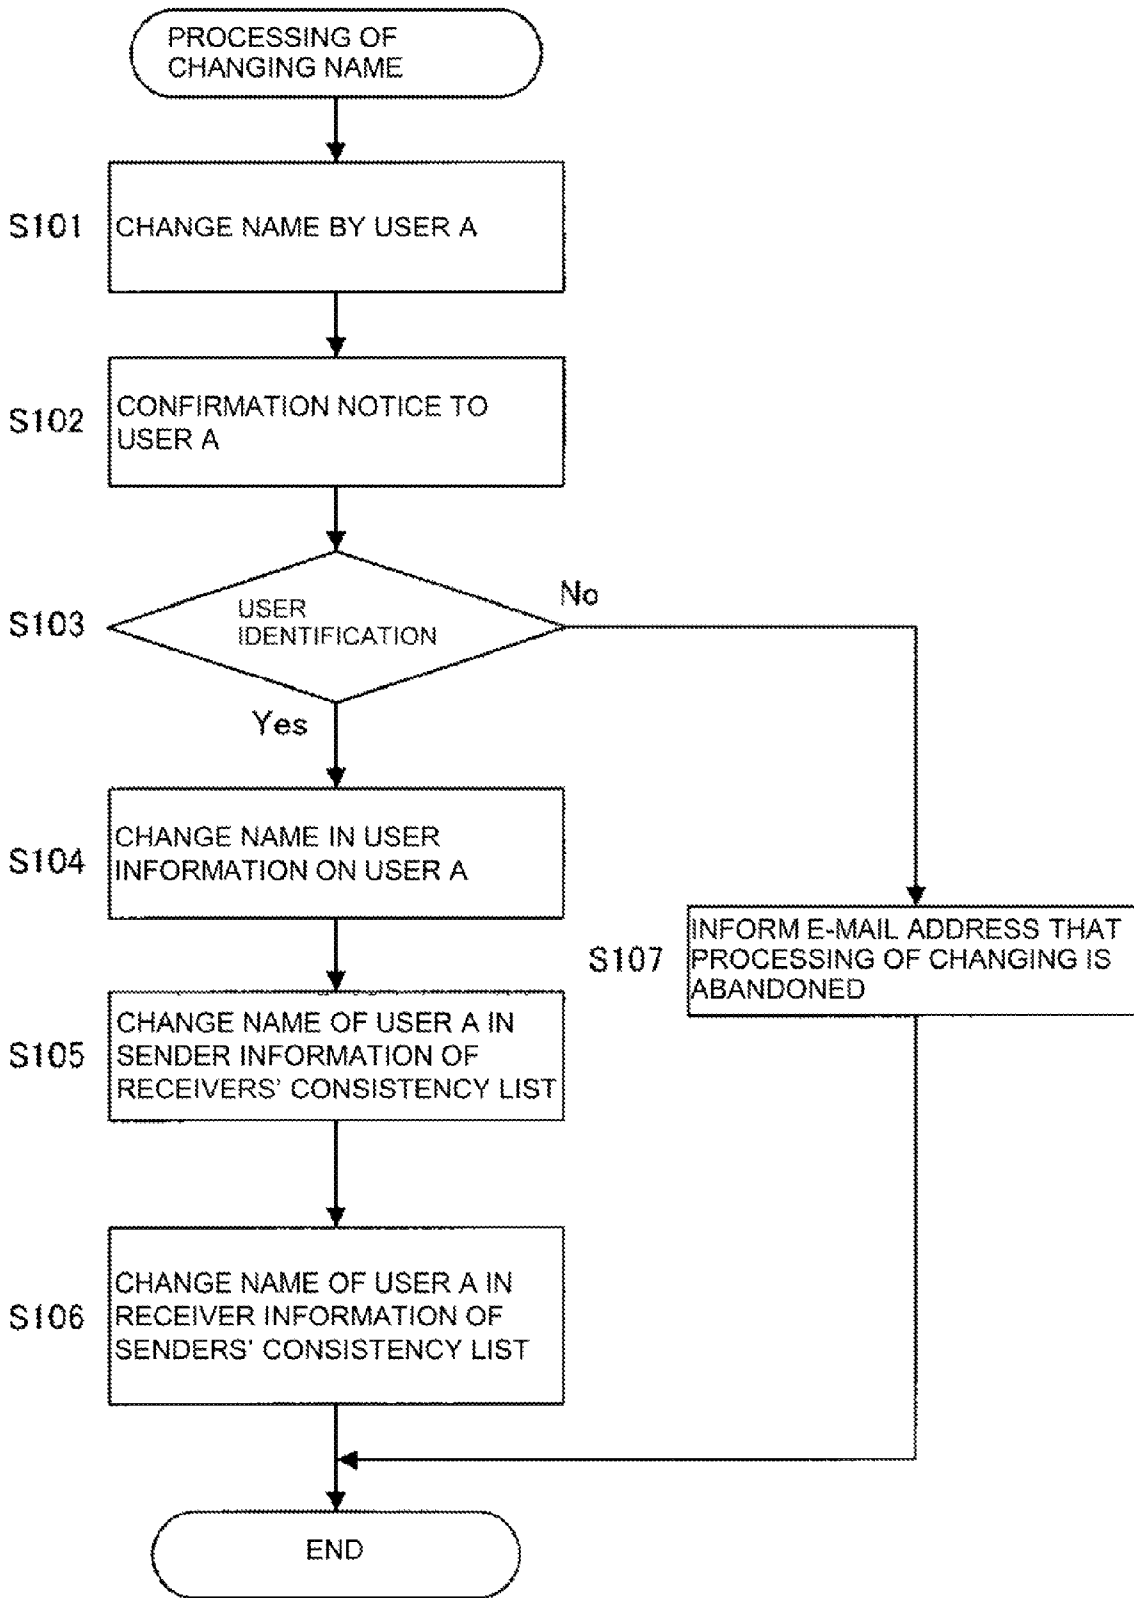 PROCESSING OF
CHANGING NAME
S101
CHANGE NAME BY USER A
S102
CONFIRMATION NOTICE TO
USER A
S103
USER
IDENTIFICATION
No
Yes
S104
CHANGE NAME IN USER
INFORMATION ON USER A
S107
INFORM E-MAIL ADDRESS THAT
PROCESSING OF CHANGING IS
ABANDONED
S105
CHANGE NAME OF USER A IN
SENDER INFORMATION OF
RECEIVERS' CONSISTENCY LIST
S106
CHANGE NAME OF USER A IN
RECEIVER INFORMATION OF
SENDERS' CONSISTENCY LIST
END